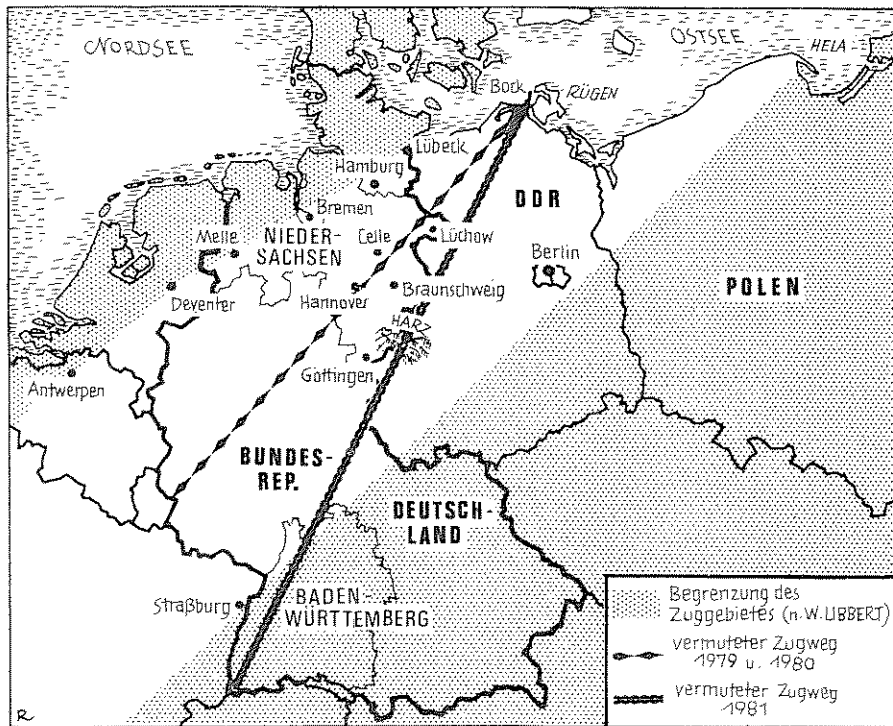 NORDSEE
OSTSEE
HELA
Bock
RÜGEN
Lübeck
Hamburg
DDR
Bremen
Melle
NIEDER-
SACHSEN
Celle
Lüchow
Berlin
POLEN
Deventer
Hannover
Braunschweig
HARZ
Göttingen
Antwerpen
BUNDES-
REP.
DEUTSCH-
LAND
Straßburg
BADEN-
WÜRTTEMBERG
Begrenzung des
Zuggebietes (n. W. LIBBERT)
vermuteter Zugweg
1979 u. 1980
vermuteter Zugweg
1981
R